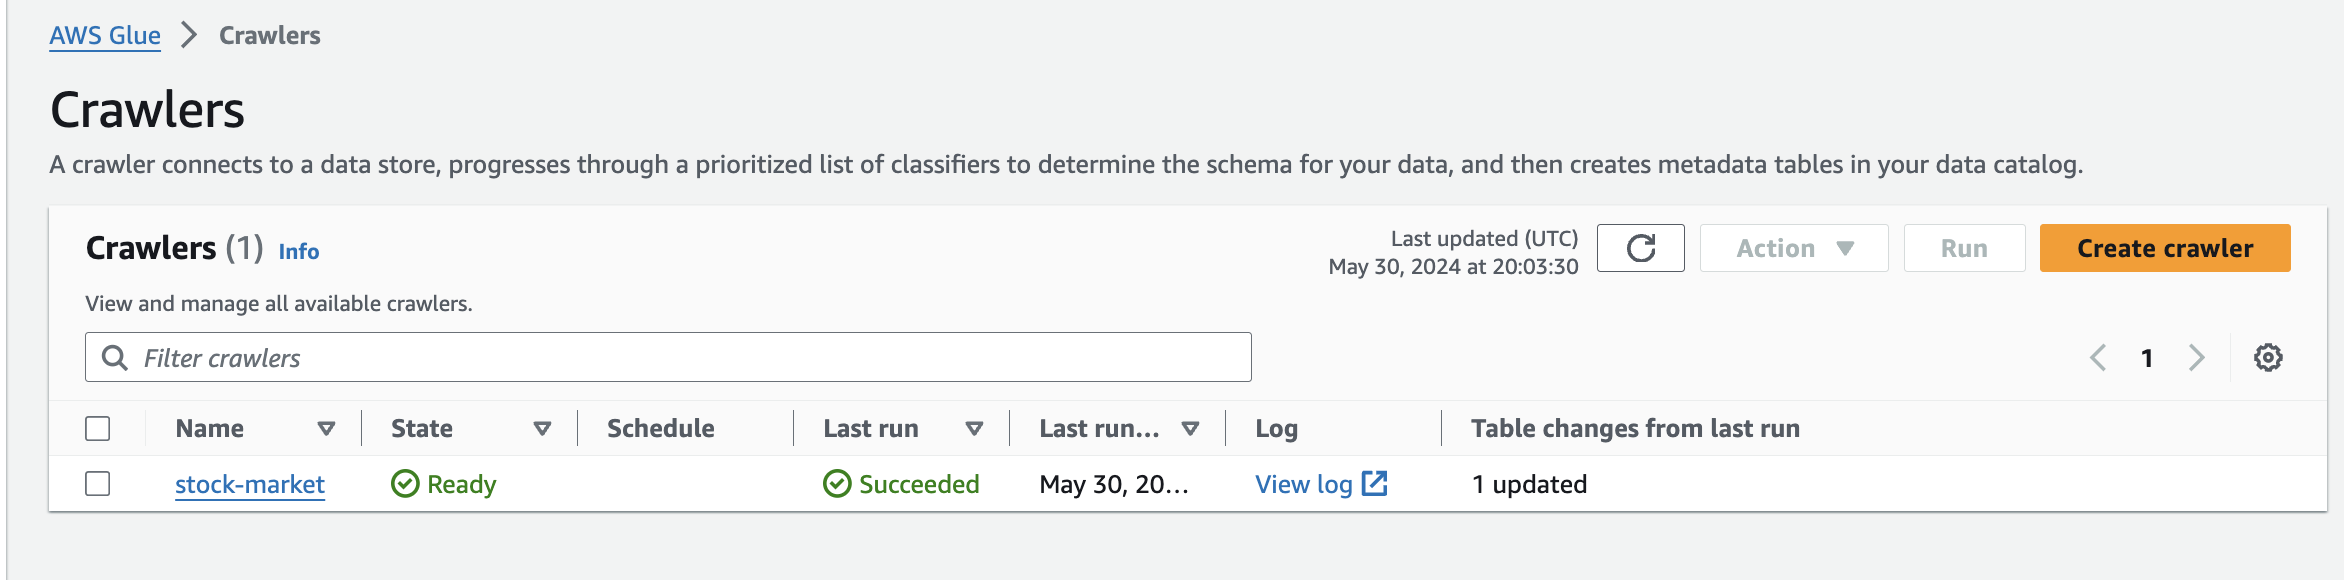 AWS Glue > Crawlers
Crawlers
A crawler connects to a data store, progresses through a prioritized list of classifiers to determine the schema for your data, and then creates metadata tables in your data catalog.
Crawlers (1) Info
Last updated (UTC)
May 30, 2024 at 20:03:30
Action
Run
Create crawler
View and manage all available crawlers.
Filter crawlers
1
Name State Schedule Last run Last run... Log Table changes from last run
stock-market Ready Succeeded May 30, 20... View log 1 updated